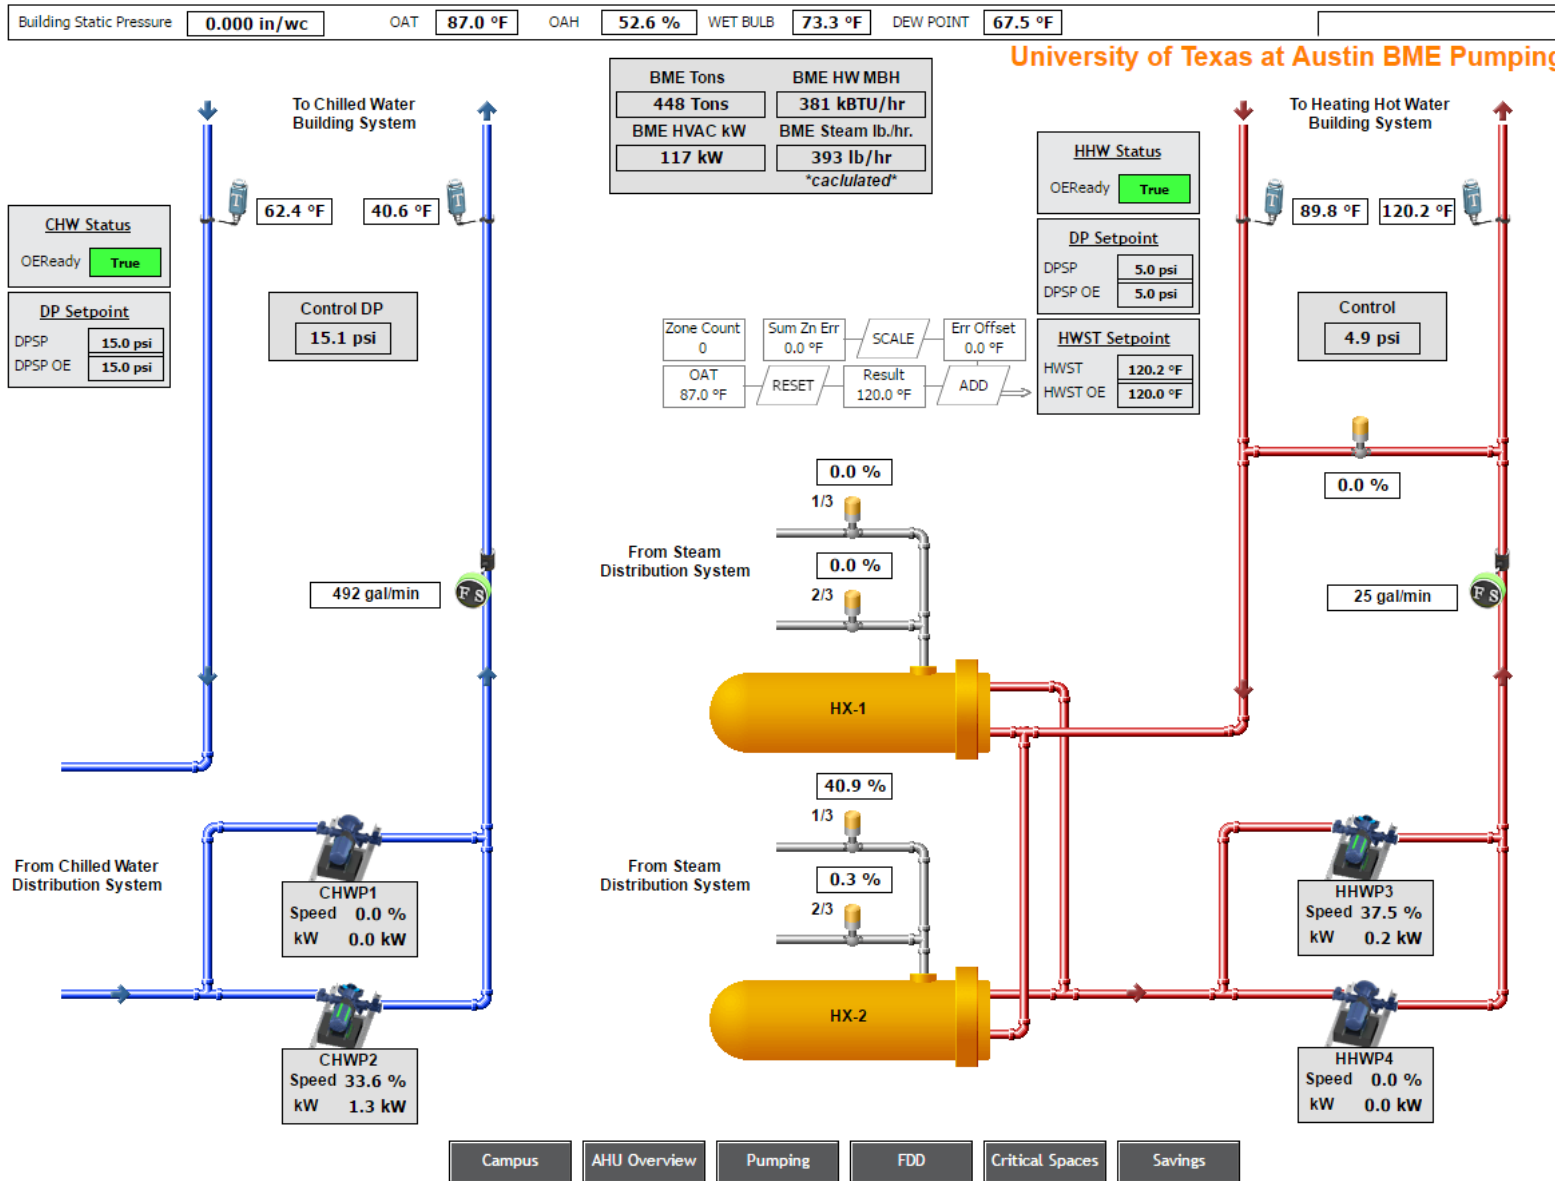 Building Static Pressure 0.000 in/wc OAT 87.0 °F OAH 52.6 % WET BULB 73.3 °F DEW POINT 67.5 °F
University of Texas at Austin BME Pumping
BME Tons BME HW MBH
448 Tons 381 kBTU/hr
BME HVAC kW BME Steam lb./hr.
117 kW 393 lb/hr
*caclulated*
To Chilled Water
Building System
62.4 °F 40.6 °F
CHW Status
OEReady True
DP Setpoint
DPSP 15.0 psi
DPSP OE 15.0 psi
Control DP
15.1 psi
492 gal/min
F S
From Chilled Water
Distribution System
CHWP1
Speed 0.0 %
kW 0.0 kW
CHWP2
Speed 33.6 %
kW 1.3 kW
To Heating Hot Water
Building System
HHW Status
OEReady True
89.8 °F 120.2 °F
DP Setpoint
DPSP 5.0 psi
DPSP OE 5.0 psi
HWST Setpoint
HWST 120.2 °F
HWST OE 120.0 °F
Control
4.9 psi
Zone Count
0
Sum Zn Err
0.0 °F
SCALE
Err Offset
0.0 °F
OAT
87.0 °F
RESET
Result
120.0 °F
ADD
0.0 %
25 gal/min
F S
From Steam
Distribution System
0.0 %
1/3
0.0 %
2/3
HX-1
From Steam
Distribution System
40.9 %
1/3
0.3 %
2/3
HX-2
HHWP3
Speed 37.5 %
kW 0.2 kW
HHWP4
Speed 0.0 %
kW 0.0 kW
T
T
T
T
Campus AHU Overview Pumping FDD Critical Spaces Savings